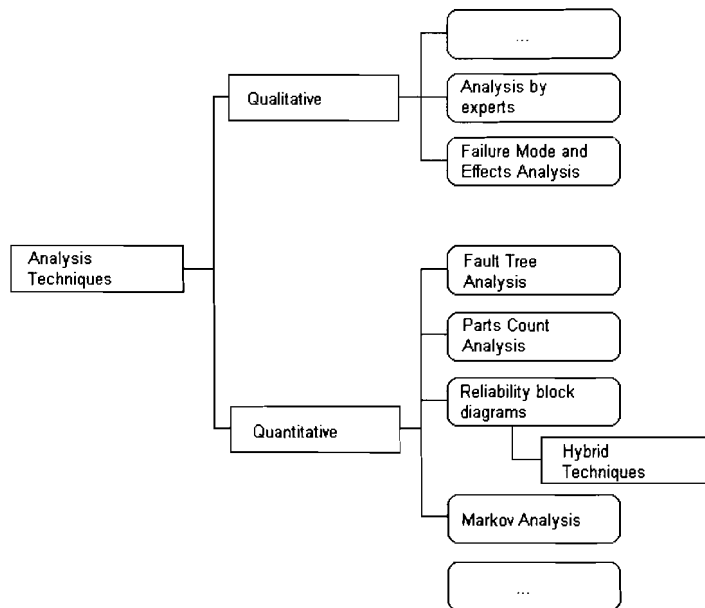 ...
Qualitative
Analysis by
experts
Failure Mode and
Effects Analysis
Analysis
Techniques
Fault Tree
Analysis
Parts Count
Analysis
Reliability block
diagrams
Quantitative
Hybrid
Techniques
Markov Analysis
...